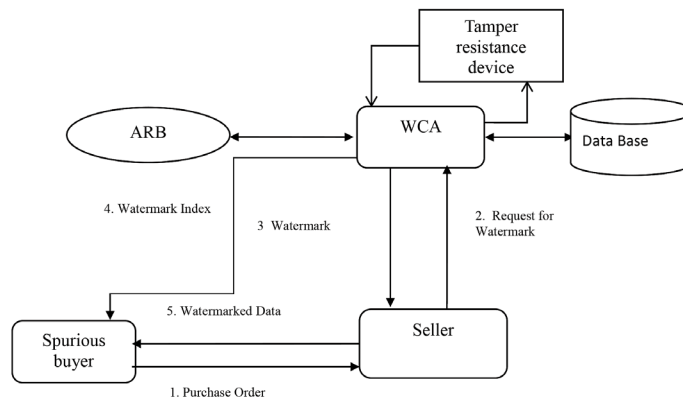 Tamper
resistance
device
ARB
WCA
Data Base
4. Watermark Index
3 Watermark
2. Request for
Watermark
5. Watermarked Data
Spurious
buyer
Seller
1. Purchase Order